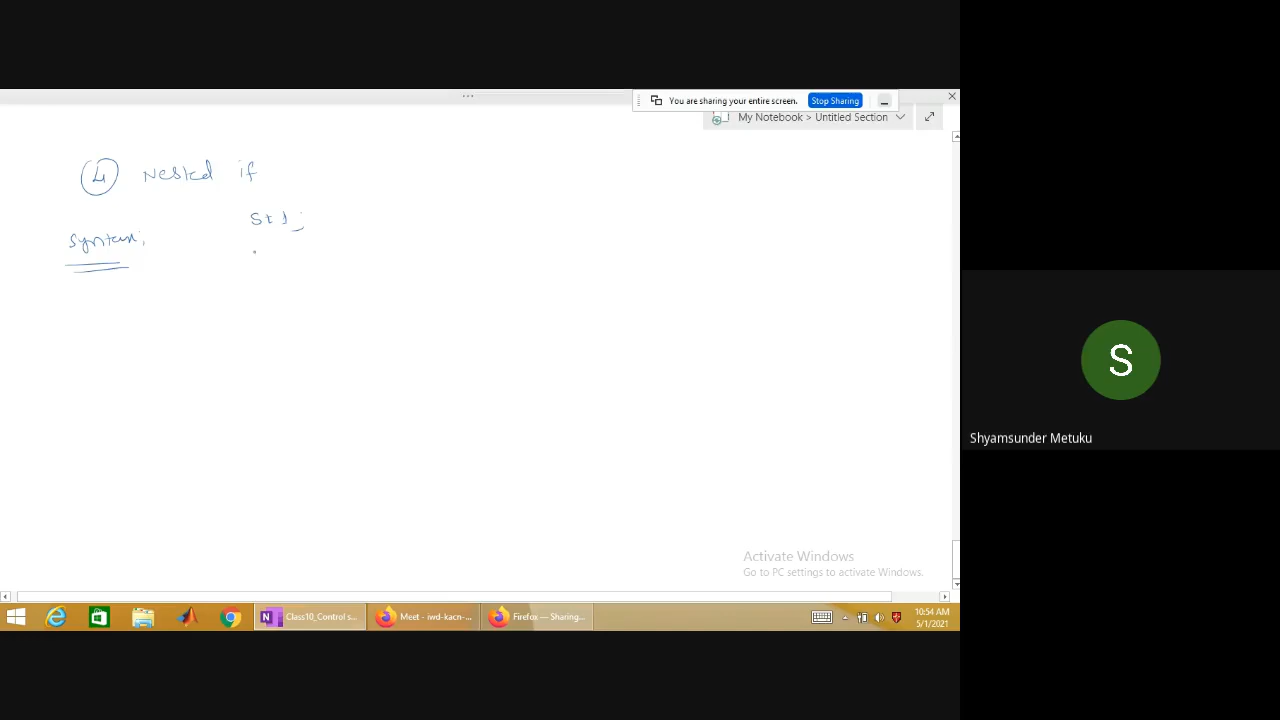 You are sharing your entire screen. Stop Sharing
My Notebook > Untitled Section
4 Nested if
St1;
Syntax:
S
Shyamsunder Metuku
Activate Windows
Go to PC settings to activate Windows.
Class10_Control s... Meet - iwd-kacn-... Firefox — Sharing... 10:54 AM
5/1/2021